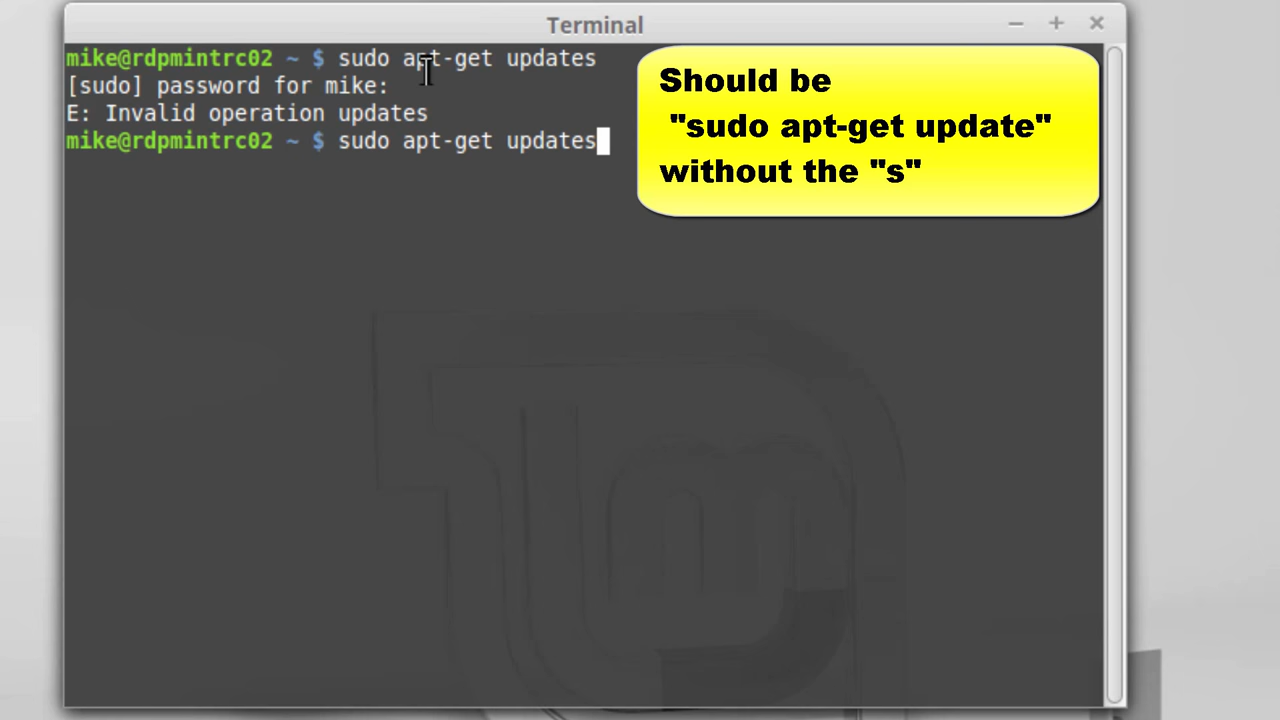 Terminal
mike@rdpmintrc02 ~ $ sudo apt-get updates
[sudo] password for mike:
E: Invalid operation updates
mike@rdpmintrc02 ~ $ sudo apt-get updates
Should be
"sudo apt-get update"
without the "s"